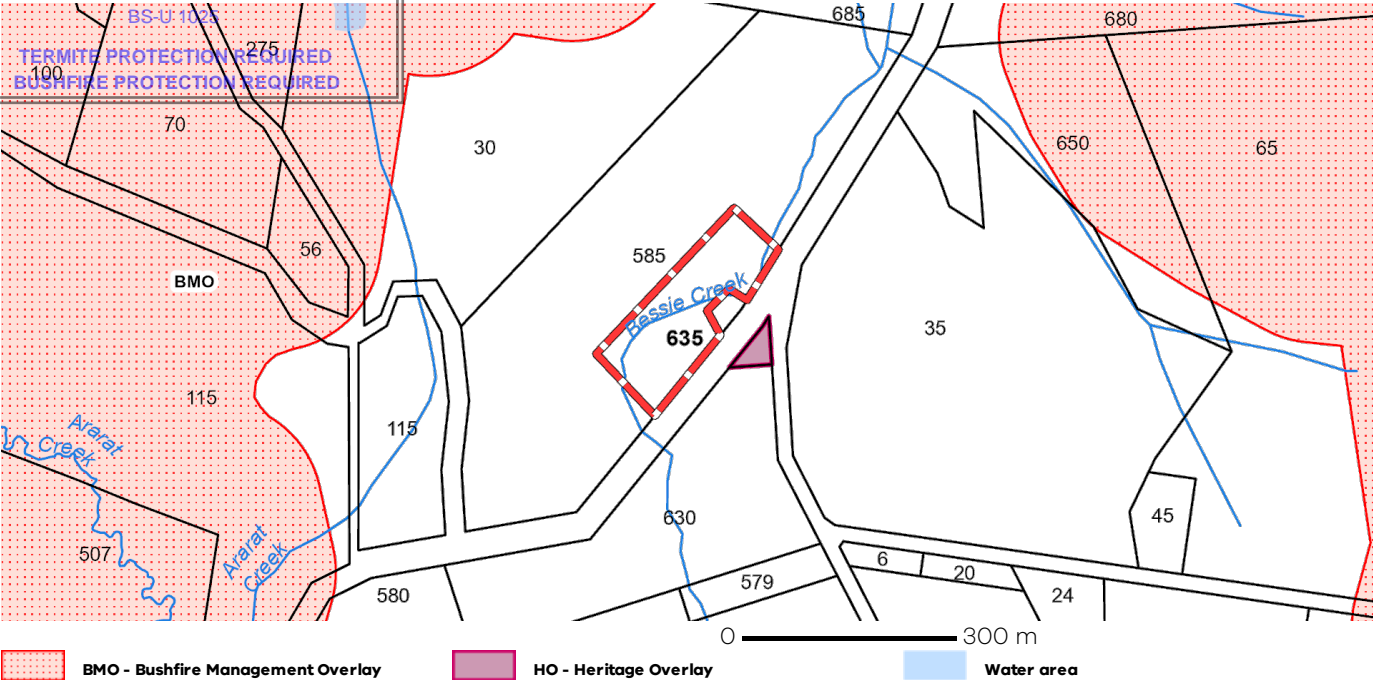 BS-U 1025
685
680
TERMITE PROTECTION REQUIRED
275
100
BUSHFIRE PROTECTION REQUIRED
70
30
650
65
56
585
BMO
Bessie Creek
635
35
115
115
Ararat
Creek
45
630
507
Ararat
Creek
6
20
579
580
24
0 300 m
BMO - Bushfire Management Overlay
HO - Heritage Overlay
Water area